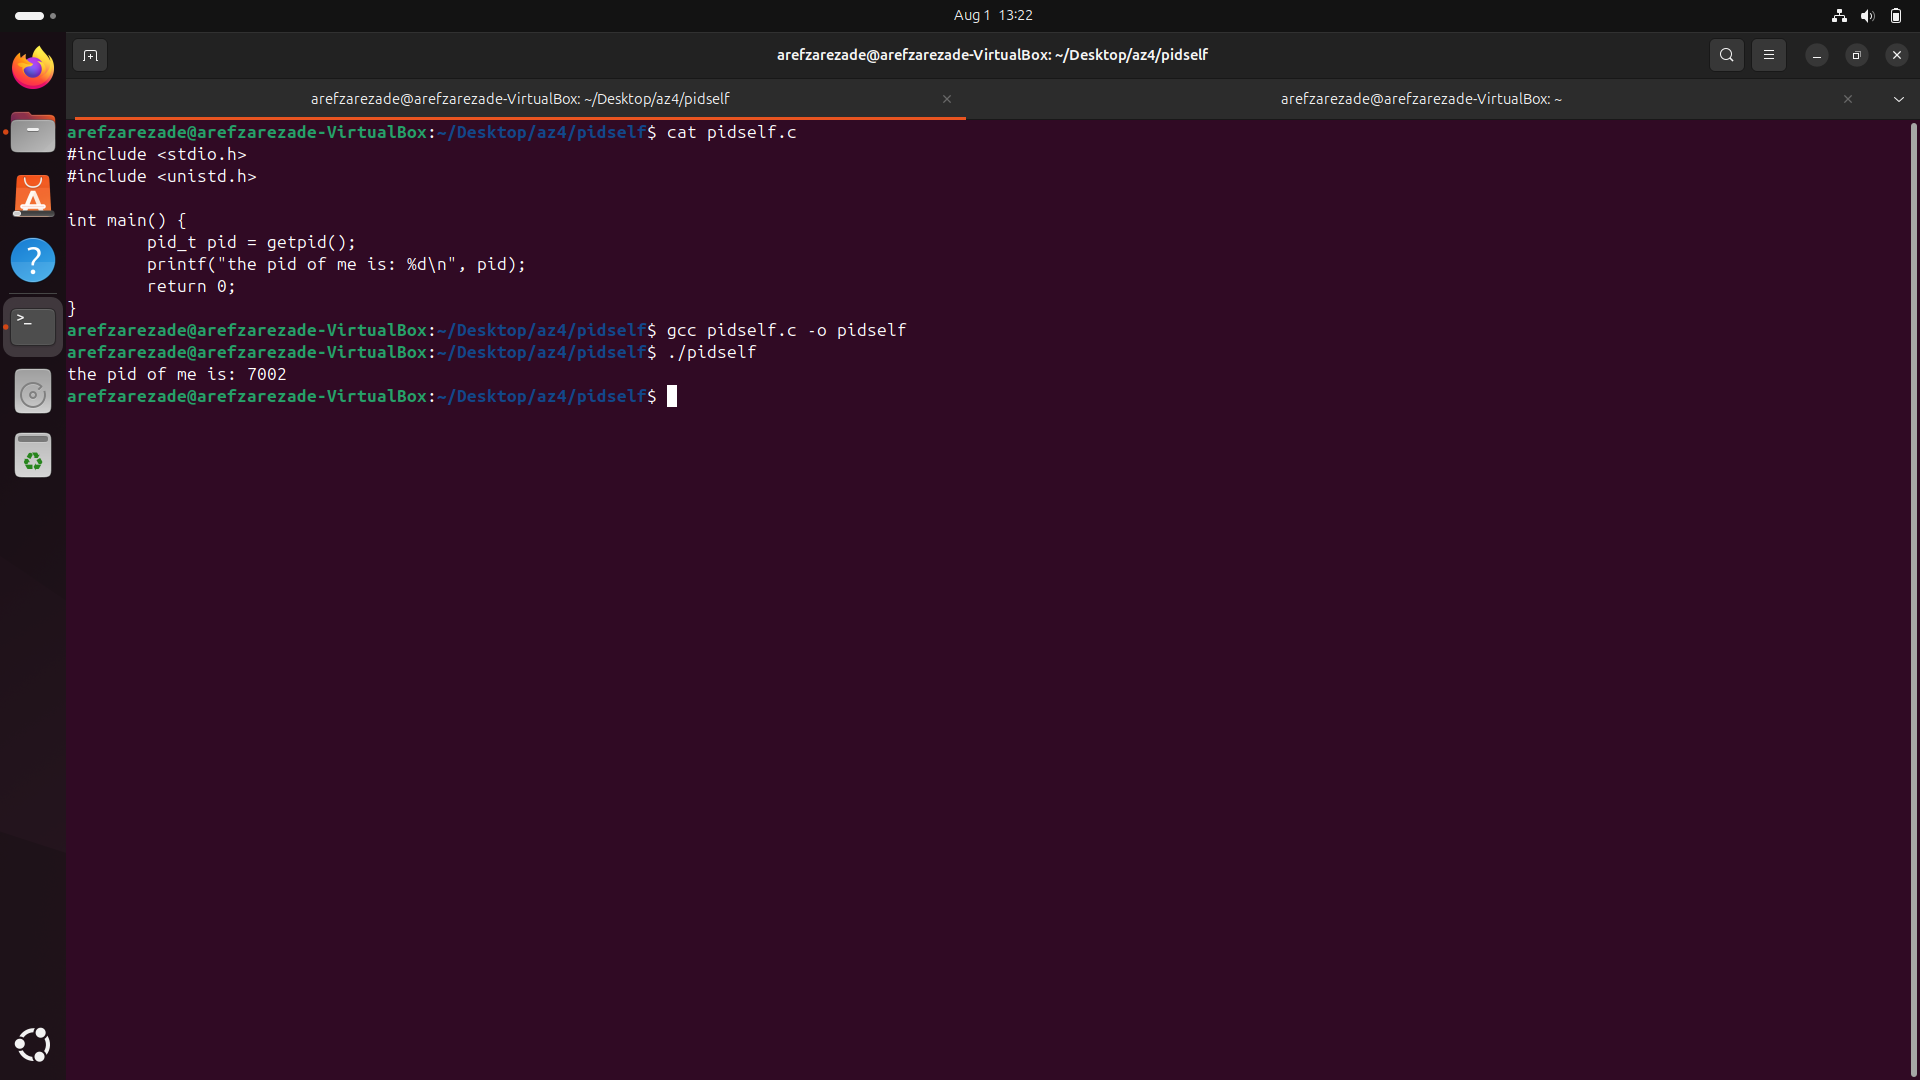 Aug 1 13:22
arefzarezade@arefzarezade-VirtualBox: ~/Desktop/az4/pidself
arefzarezade@arefzarezade-VirtualBox: ~/Desktop/az4/pidself
arefzarezade@arefzarezade-VirtualBox: ~
arefzarezade@arefzarezade-VirtualBox:~/Desktop/az4/pidself$ cat pidself.c
#include <stdio.h>
#include <unistd.h>
int main() {
        pid_t pid = getpid();
        printf("the pid of me is: %d\n", pid);
        return 0;
}
arefzarezade@arefzarezade-VirtualBox:~/Desktop/az4/pidself$ gcc pidself.c -o pidself
arefzarezade@arefzarezade-VirtualBox:~/Desktop/az4/pidself$ ./pidself
the pid of me is: 7002
arefzarezade@arefzarezade-VirtualBox:~/Desktop/az4/pidself$